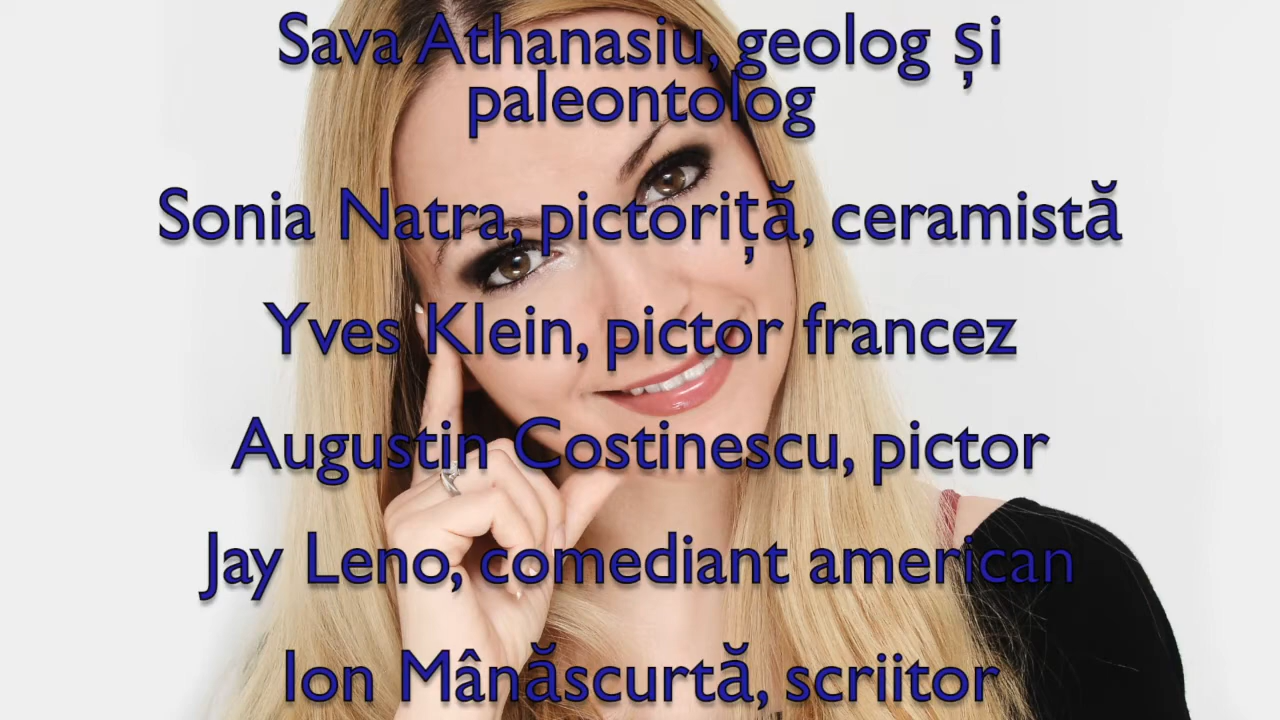 Sava Athanasiu, geolog și
paleontolog
Sonia Natra, pictoriță, ceramistă
Yves Klein, pictor francez
Augustin Costinescu, pictor
Jay Leno, comediant american
Ion Mânăscurtă, scriitor